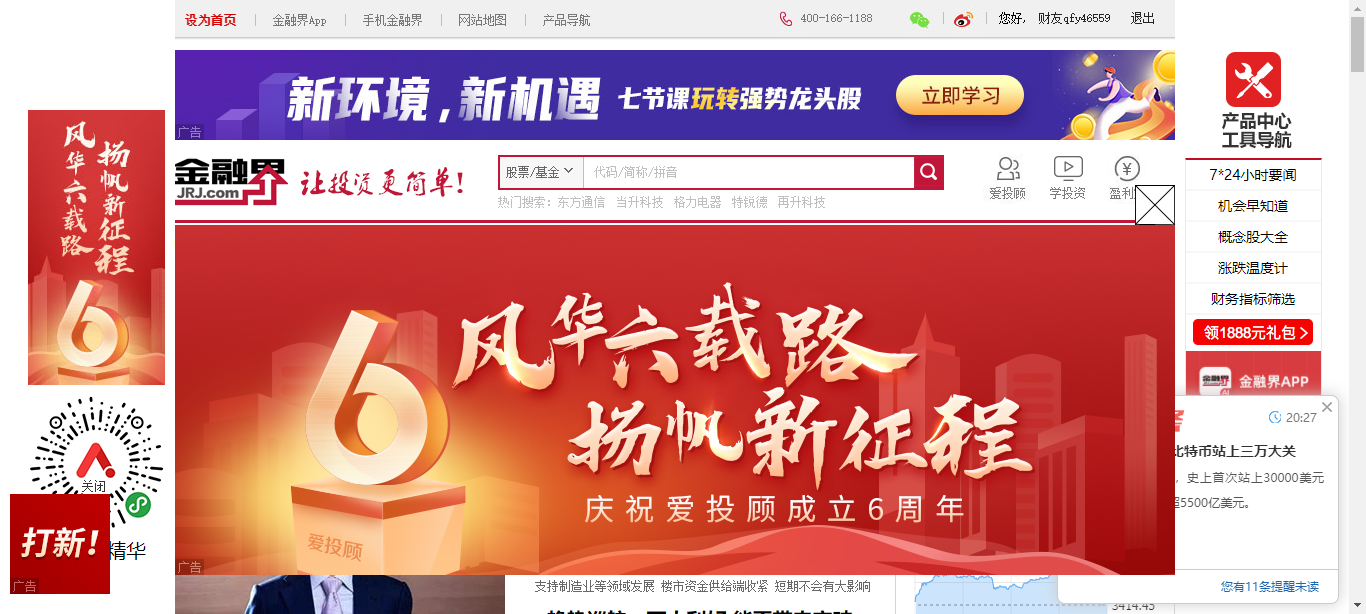 设为首页 金融界App 手机金融界 网站地图 产品导航 400-166-1188 您好, 财友qfy46559 退出
新环境,新机遇 七节课玩转强势龙头股 立即学习
广告
金融界
JRJ.com
让投资更简单!
股票/基金 代码/简称/拼音
热门搜索: 东方通信 当升科技 格力电器 特锐德 再升科技
爱投顾 学投资 盈利
风华六载路
扬帆新征程
6
关闭
打新!
精华
广告
风华六载路
扬帆新征程
庆祝爱投顾成立6周年
6
爱投顾
广告
支持制造业等领域发展 楼市资金供给端收紧 短期不会有大影响
3414.45
产品中心
工具导航
7*24小时要闻
机会早知道
概念股大全
涨跌温度计
财务指标筛选
领1888元礼包
金融界 AI 金融界APP
20:27
比特币站上三万大关
,史上首次站上30000美元
超5500亿美元。
您有11条提醒未读